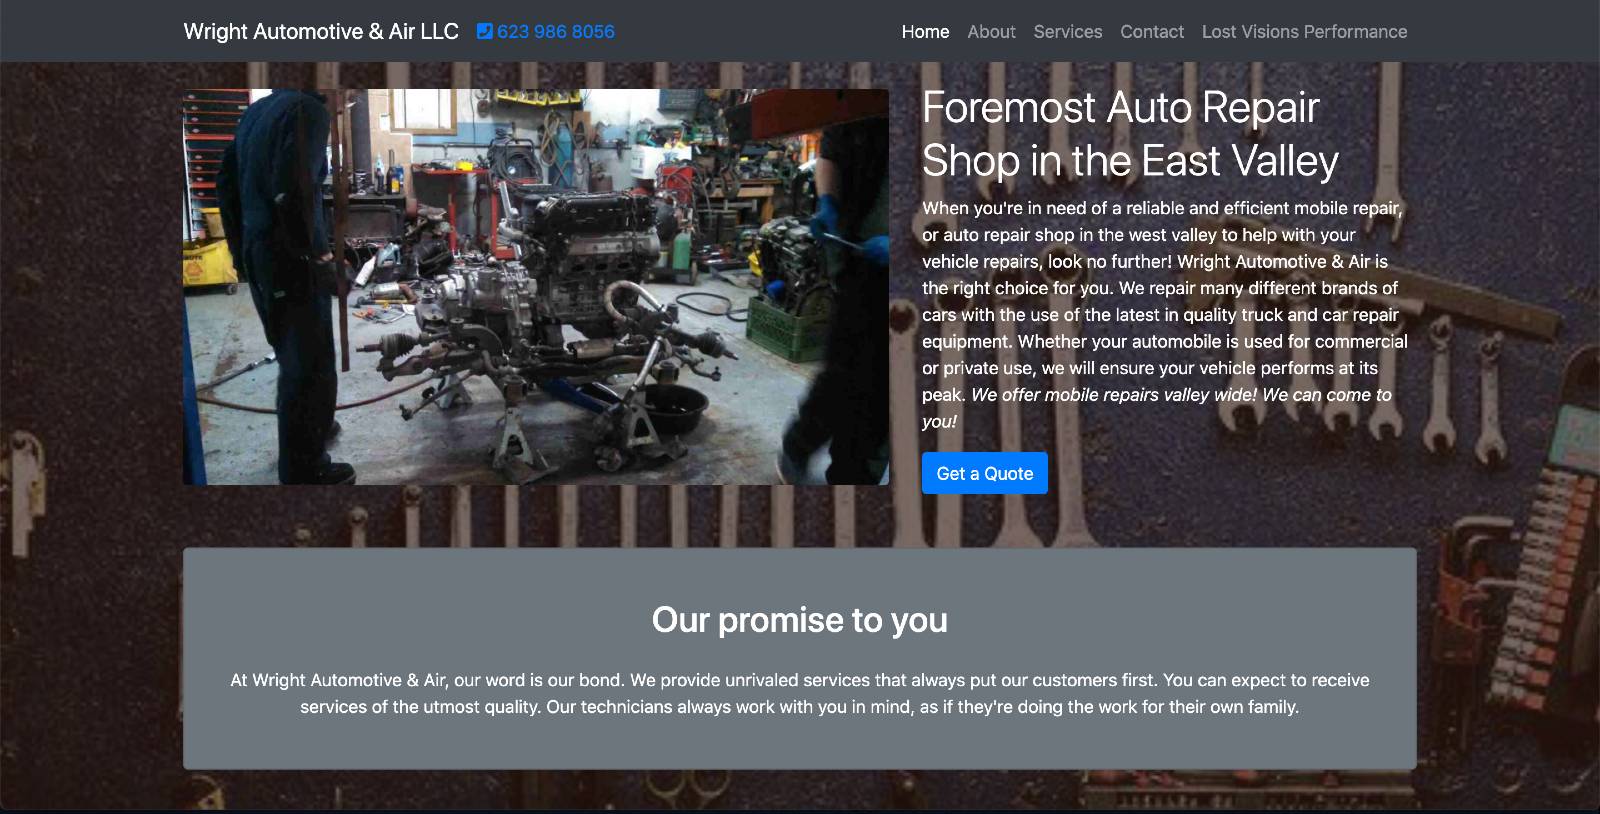 Wright Automotive & Air LLC 623 986 8056 Home About Services Contact Lost Visions Performance
Foremost Auto Repair
Shop in the East Valley
When you're in need of a reliable and efficient mobile repair,
or auto repair shop in the west valley to help with your
vehicle repairs, look no further! Wright Automotive & Air is
the right choice for you. We repair many different brands of
cars with the use of the latest in quality truck and car repair
equipment. Whether your automobile is used for commercial
or private use, we will ensure your vehicle performs at its
peak. We offer mobile repairs valley wide! We can come to
you!
Get a Quote
Our promise to you
At Wright Automotive & Air, our word is our bond. We provide unrivaled services that always put our customers first. You can expect to receive
services of the utmost quality. Our technicians always work with you in mind, as if they're doing the work for their own family.